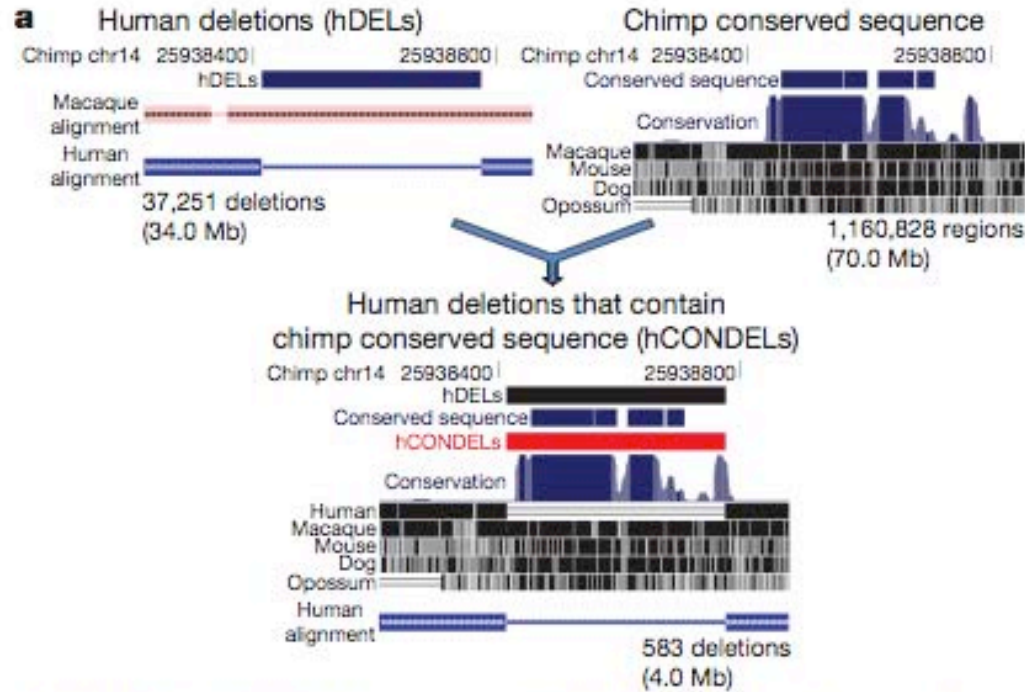 a
Human deletions (hDELs)
Chimp chr14 25938400 25938800
hDELs
Macaque
alignment
Human
alignment
37,251 deletions
(34.0 Mb)
Chimp conserved sequence
Chimp chr14 25938400 25938800
Conserved sequence
Conservation
Macaque
Mouse
Dog
Opossum
1,160,828 regions
(70.0 Mb)
Human deletions that contain
chimp conserved sequence (hCONDELs)
Chimp chr14 25938400 25938800
hDELs
Conserved sequence
hCONDELs
Conservation
Human
Macaque
Mouse
Dog
Opossum
Human
alignment
583 deletions
(4.0 Mb)